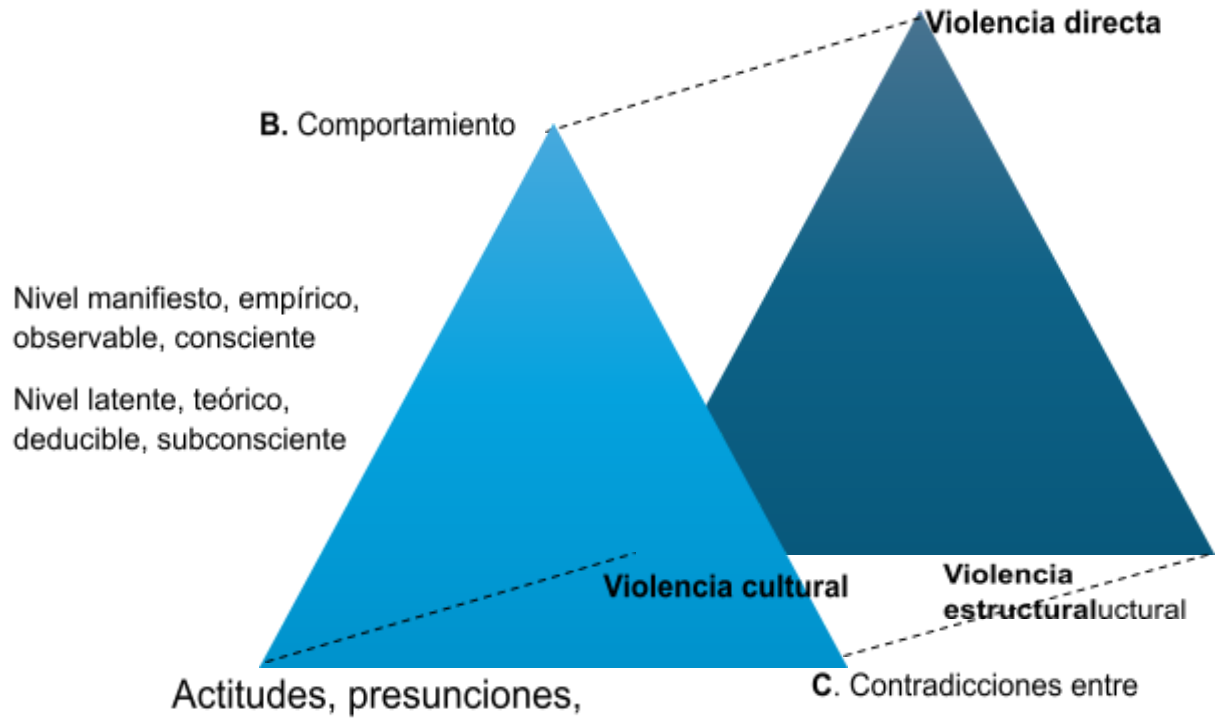 Violencia directa
B. Comportamiento
Nivel manifiesto, empírico,
observable, consciente
Nivel latente, teórico,
deducible, subconsciente
Violencia cultural
Violencia
estructuraluctural
Actitudes, presunciones,
C. Contradicciones entre